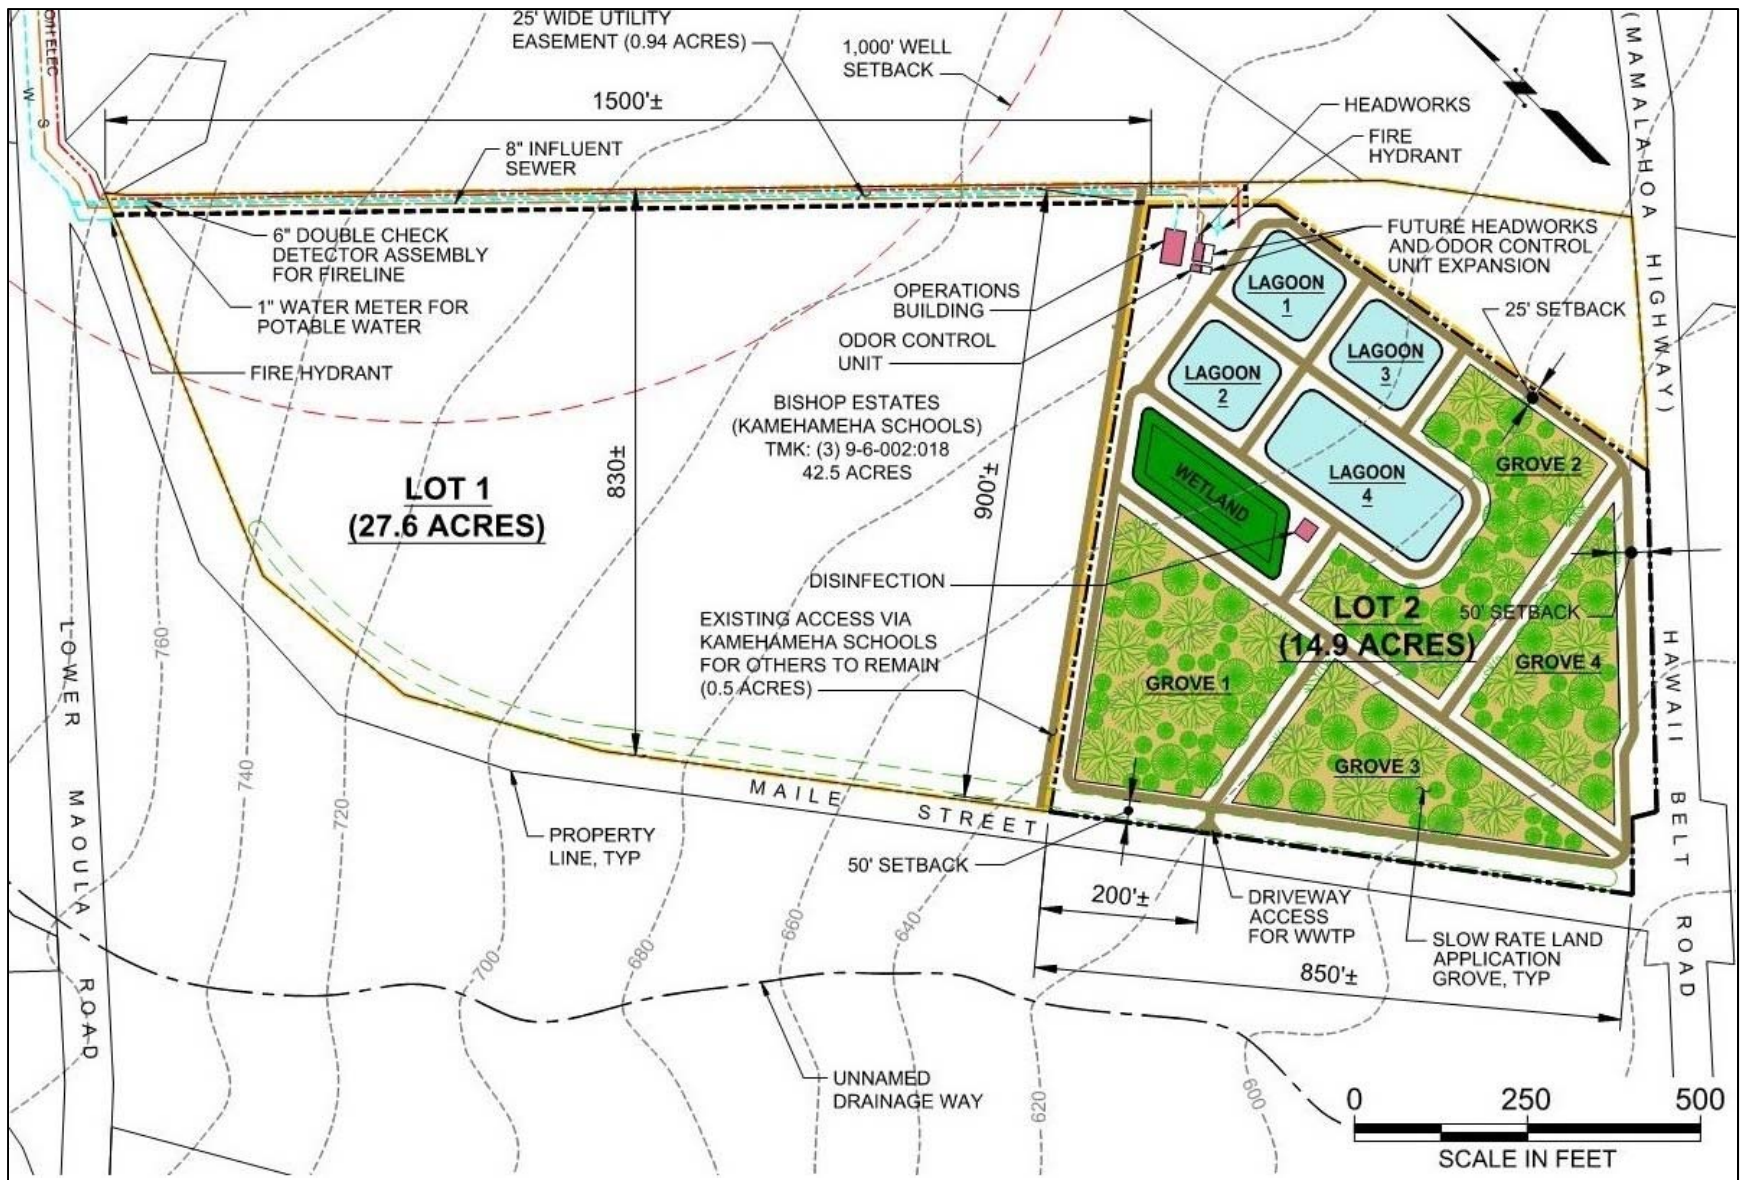 OH ELEC
W
S
25' WIDE UTILITY
EASEMENT (0.94 ACRES)
1,000' WELL
SETBACK
(MAMALAHOA HIGHWAY)
1500'±
HEADWORKS
FIRE
HYDRANT
8" INFLUENT
SEWER
6" DOUBLE CHECK
DETECTOR ASSEMBLY
FOR FIRELINE
1" WATER METER FOR
POTABLE WATER
FIRE HYDRANT
FUTURE HEADWORKS
AND ODOR CONTROL
UNIT EXPANSION
OPERATIONS
BUILDING
ODOR CONTROL
UNIT
25' SETBACK
LAGOON
1
LAGOON
2
LAGOON
3
LAGOON
4
BISHOP ESTATES
(KAMEHAMEHA SCHOOLS)
TMK: (3) 9-6-002:018
42.5 ACRES
830±
900'±
LOT 1
(27.6 ACRES)
WETLAND
GROVE 2
DISINFECTION
EXISTING ACCESS VIA
KAMEHAMEHA SCHOOLS
FOR OTHERS TO REMAIN
(0.5 ACRES)
LOT 2
(14.9 ACRES)
50' SETBACK
GROVE 4
GROVE 1
GROVE 3
LOWER MAOULA ROAD
HAWAII BELT ROAD
760
740
720
700
680
660
640
620
600
MAILE STREET
PROPERTY
LINE, TYP
50' SETBACK
200'±
DRIVEWAY
ACCESS
FOR WWTP
850'±
SLOW RATE LAND
APPLICATION
GROVE, TYP
UNNAMED
DRAINAGE WAY
0 250 500
SCALE IN FEET